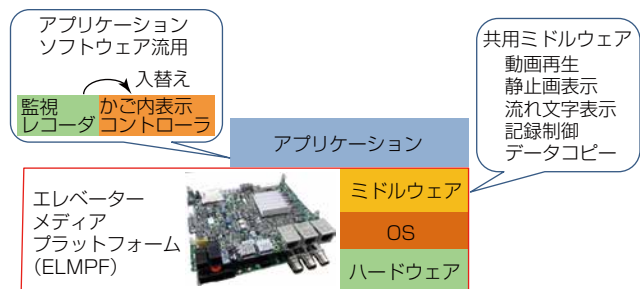 アプリケーション
ソフトウェア流用
入替え
監視
レコーダ
かご内表示
コントローラ
共用ミドルウェア
動画再生
静止画表示
流れ文字表示
記録制御
データコピー
アプリケーション
エレベーター
メディア
プラットフォーム
(ELMPF)
ミドルウェア
OS
ハードウェア